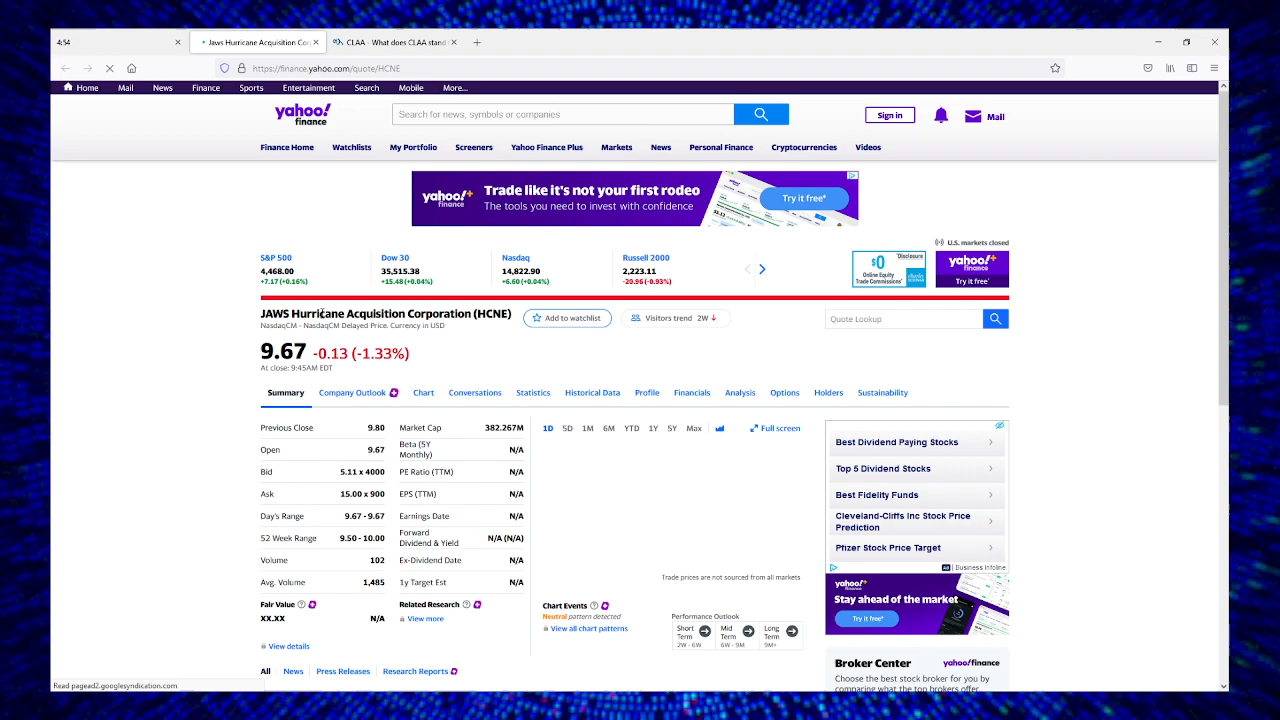 4:54
Jaws Hurricane Acquisition Corp
CLAA - What does CLAA stand
https://finance.yahoo.com/quote/HCNE
Home Mail News Finance Sports Entertainment Search Mobile More...
yahoo!
finance
Search for news, symbols or companies
Sign in
Mail
Finance Home Watchlists My Portfolio Screeners Yahoo Finance Plus Markets News Personal Finance Cryptocurrencies Videos
yahoo!+
finance
Trade like it's not your first rodeo
The tools you need to invest with confidence
Try it free*
U.S. markets closed
S&P 500
4,468.00
+7.17 (+0.16%)
Dow 30
35,515.38
+15.48 (+0.04%)
Nasdaq
14,822.90
+6.60 (+0.04%)
Russell 2000
2,223.11
-20.96 (-0.93%)
Disclosure
$0
Online Equity
Trade Commissions*
yahoo!+
finance
Try it free*
JAWS Hurricane Acquisition Corporation (HCNE)
NasdaqCM - NasdaqCM Delayed Price. Currency in USD
Add to watchlist
Visitors trend 2W ↓
Quote Lookup
9.67 -0.13 (-1.33%)
At close: 9:45AM EDT
Summary Company Outlook Chart Conversations Statistics Historical Data Profile Financials Analysis Options Holders Sustainability
Previous Close 9.80
Open 9.67
Bid 5.11 x 4000
Ask 15.00 x 900
Day's Range 9.67 - 9.67
52 Week Range 9.50 - 10.00
Volume 102
Avg. Volume 1,485
Fair Value
XX.XX N/A
View details
Market Cap 382.267M
Beta (5Y
Monthly) N/A
PE Ratio (TTM) N/A
EPS (TTM) N/A
Earnings Date N/A
Forward
Dividend & Yield N/A (N/A)
Ex-Dividend Date N/A
1y Target Est N/A
Related Research
View more
1D 5D 1M 6M YTD 1Y 5Y Max
Full screen
Trade prices are not sourced from all markets
Chart Events
Neutral pattern detected
View all chart patterns
Performance Outlook
Short
Term
2W - 6W
Mid
Term
6W - 9M
Long
Term
9M+
Best Dividend Paying Stocks
Top 5 Dividend Stocks
Best Fidelity Funds
Cleveland-Cliffs Inc Stock Price
Prediction
Pfizer Stock Price Target
Ad Business Infoline
yahoo!+
finance
Stay ahead of the market
Try it free*
Broker Center
yahoo!finance
Choose the best stock broker for you by
comparing what the top brokers offer.
All News Press Releases Research Reports
Read pagead2.googlesyndication.com